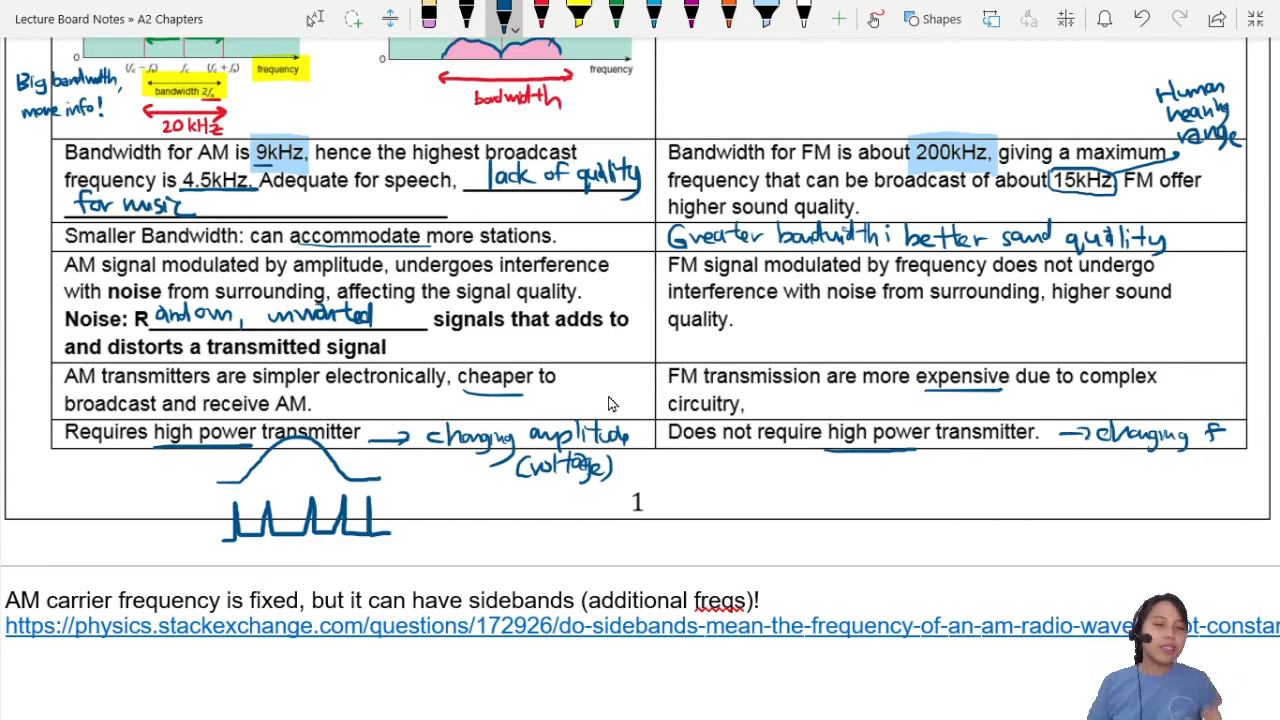 Lecture Board Notes » A2 Chapters
Shapes
0
(fc − fs) fc (fc + fs) frequency
0
frequency
bandwidth 2fs
20 kHz
bandwidth
Big bandwidth,
more info!
Human
hearing
range
Bandwidth for AM is 9kHz, hence the highest broadcast
frequency is 4.5kHz. Adequate for speech, lack of quality
for music
Bandwidth for FM is about 200kHz, giving a maximum
frequency that can be broadcast of about 15kHz. FM offer
higher sound quality.
Smaller Bandwidth: can accommodate more stations.
Greater bandwidth; better sound quality
AM signal modulated by amplitude, undergoes interference
with noise from surrounding, affecting the signal quality.
Noise: Random, unwanted signals that adds to
and distorts a transmitted signal
FM signal modulated by frequency does not undergo
interference with noise from surrounding, higher sound
quality.
AM transmitters are simpler electronically, cheaper to
broadcast and receive AM.
FM transmission are more expensive due to complex
circuitry,
Requires high power transmitter → changing amplitude
(voltage)
Does not require high power transmitter. → changing f
1
AM carrier frequency is fixed, but it can have sidebands (additional freqs)!
https://physics.stackexchange.com/questions/172926/do-sidebands-mean-the-frequency-of-an-am-radio-wave